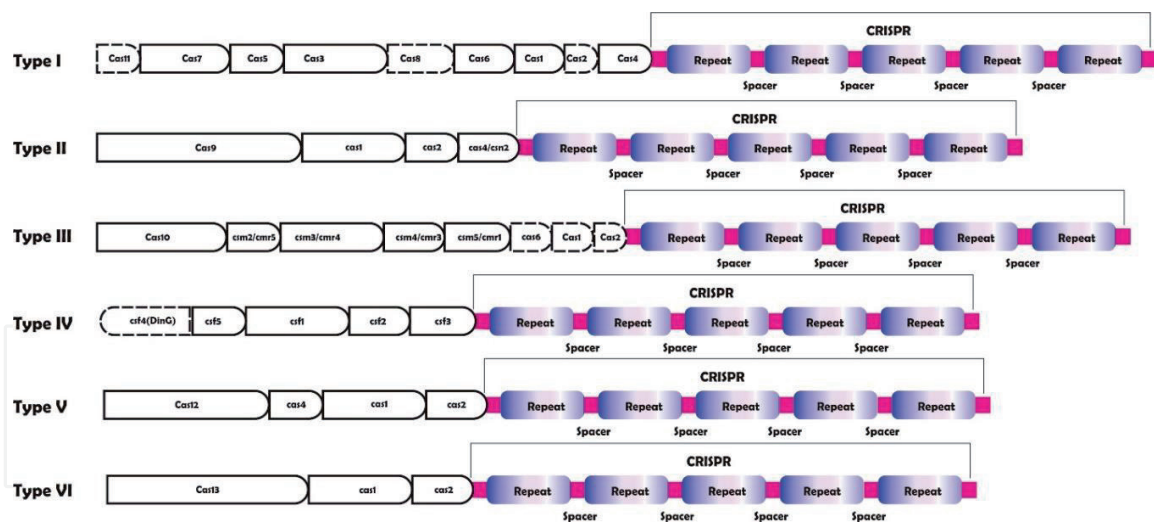 CRISPR
Type I Cas11 Cas7 Cas5 Cas3 Cas8 Cas6 Cas1 Cas2 Cas4 Repeat Repeat Repeat Repeat Repeat
Spacer Spacer Spacer Spacer
CRISPR
Type II Cas9 cas1 cas2 cas4/csn2 Repeat Repeat Repeat Repeat Repeat
Spacer Spacer Spacer Spacer
CRISPR
Type III Cas10 csm2/cmr5 csm3/cmr4 csm4/cmr3 csm5/cmr1 cas6 Cas1 Cas2 Repeat Repeat Repeat Repeat Repeat
Spacer Spacer Spacer Spacer
CRISPR
Type IV csf4(DinG) csf5 csf1 csf2 csf3 Repeat Repeat Repeat Repeat Repeat
Spacer Spacer Spacer Spacer
CRISPR
Type V Cas12 cas4 cas1 cas2 Repeat Repeat Repeat Repeat Repeat
Spacer Spacer Spacer Spacer
CRISPR
Type VI Cas13 cas1 cas2 Repeat Repeat Repeat Repeat Repeat
Spacer Spacer Spacer Spacer